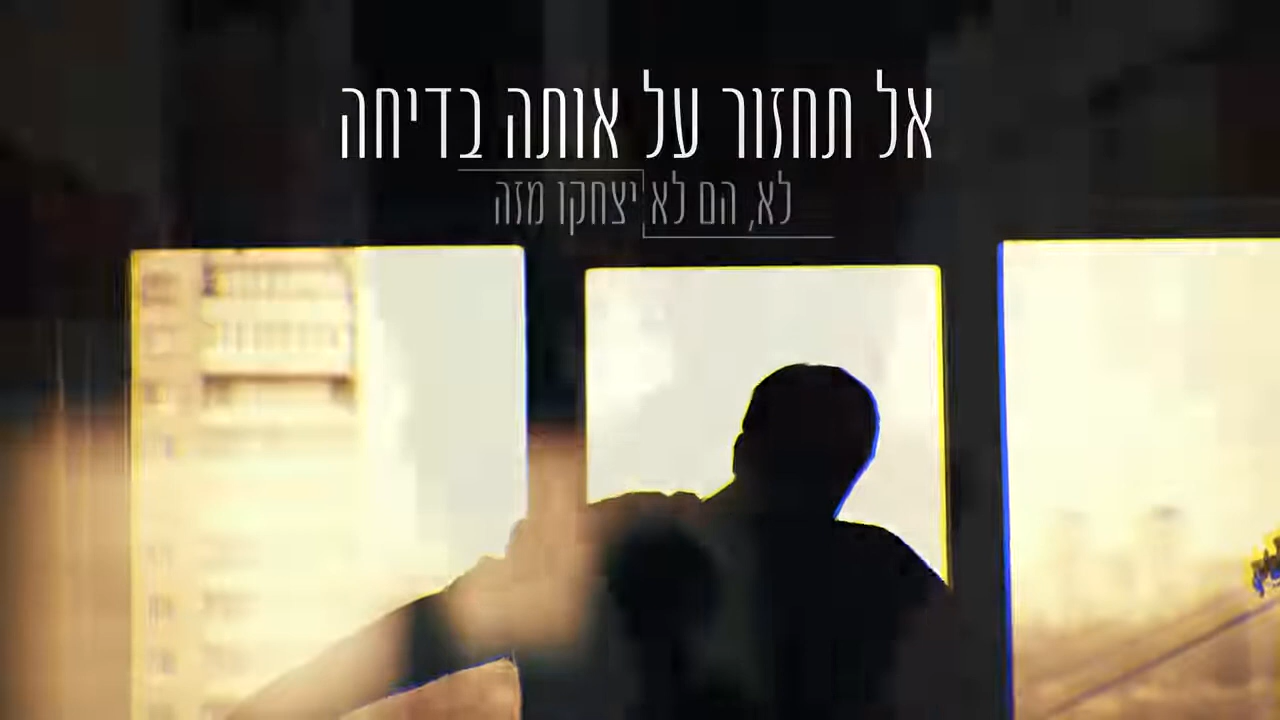 אל תחזור על אותה בדיחה
לא, הם לא יצחקו מזה